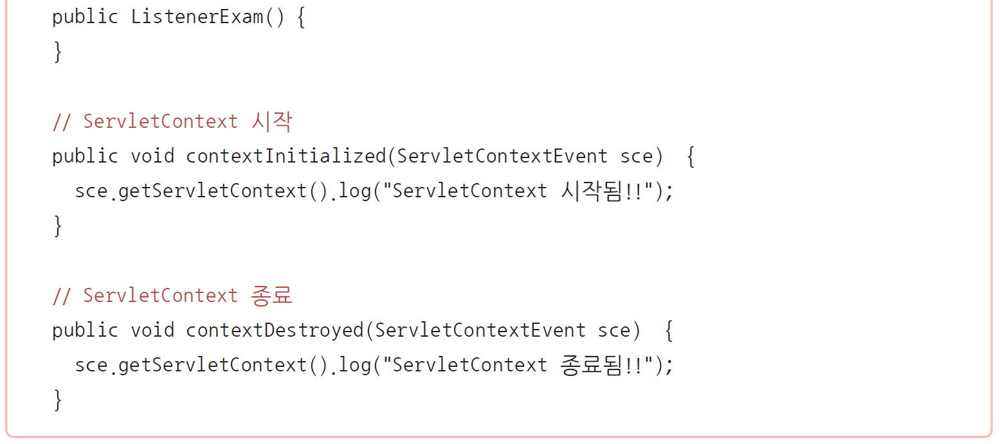 public ListenerExam() {
}
// ServletContext 시작
public void contextInitialized(ServletContextEvent sce)  {
  sce.getServletContext().log("ServletContext 시작됨!!");
}
// ServletContext 종료
public void contextDestroyed(ServletContextEvent sce)  {
  sce.getServletContext().log("ServletContext 종료됨!!");
}